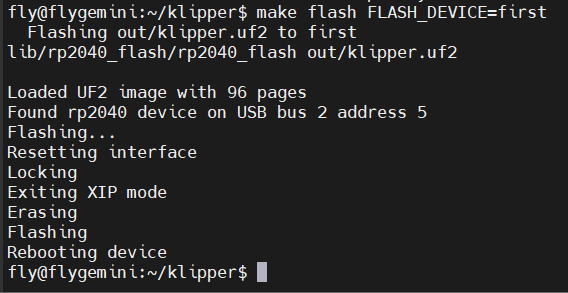 fly@flygemini:~/klipper$ make flash FLASH_DEVICE=first
  Flashing out/klipper.uf2 to first
lib/rp2040_flash/rp2040_flash out/klipper.uf2

Loaded UF2 image with 96 pages
Found rp2040 device on USB bus 2 address 5
Flashing...
Resetting interface
Locking
Exiting XIP mode
Erasing
Flashing
Rebooting device
fly@flygemini:~/klipper$